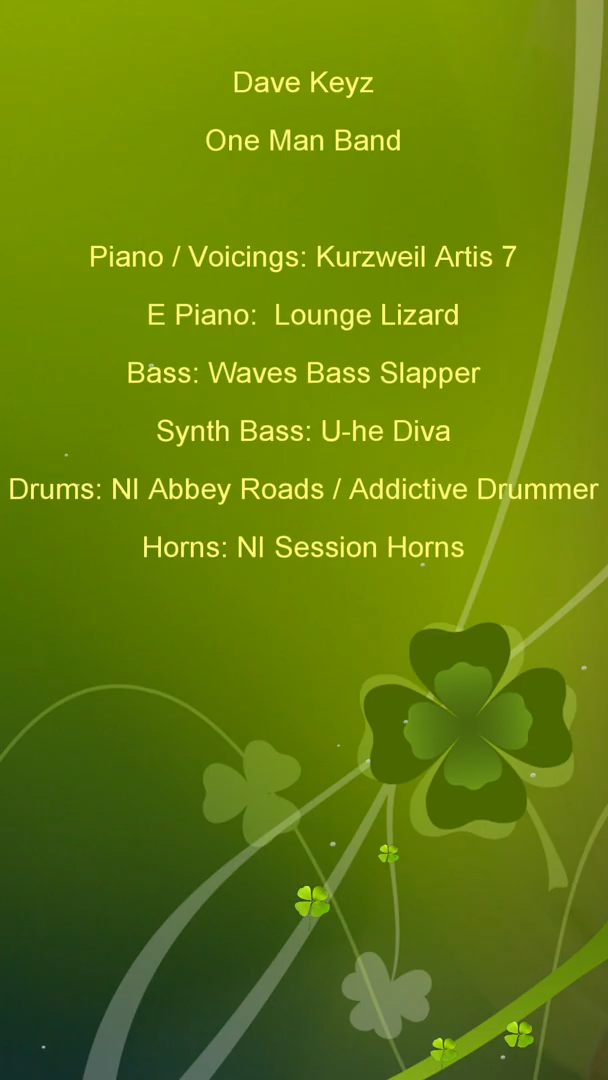 Dave Keyz
One Man Band
Piano / Voicings: Kurzweil Artis 7
E Piano:  Lounge Lizard
Bass: Waves Bass Slapper
Synth Bass: U-he Diva
Drums: NI Abbey Roads / Addictive Drummer
Horns: NI Session Horns